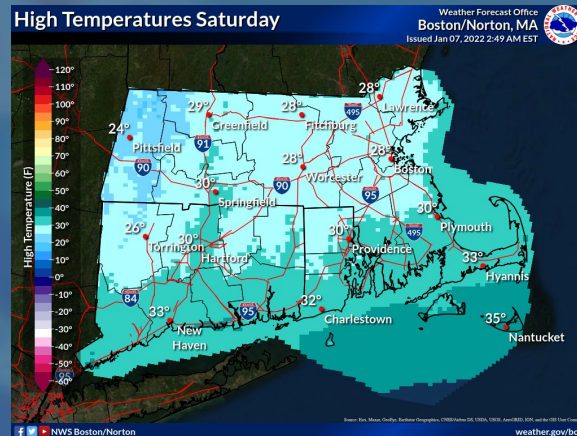 High Temperatures Saturday
Weather Forecast Office
Boston/Norton, MA
Issued Jan 07, 2022 2:49 AM EST
High Temperature (F)
120°
110°
100°
90°
80°
70°
60°
50°
40°
30°
20°
10°
0°
-10°
-20°
-30°
-40°
-50°
-60°
28°
Lawrence
29°
Greenfield
28°
Fitchburg
495
24°
Pittsfield
91
28°
Boston
90
28°
Worcester
30°
Springfield
90
95
26°
Torrington
30°
Hartford
30°
Providence
495
30°
Plymouth
33°
Hyannis
84
33°
New
Haven
95
32°
Charlestown
35°
Nantucket
95
NWS Boston/Norton
weather.gov/bo